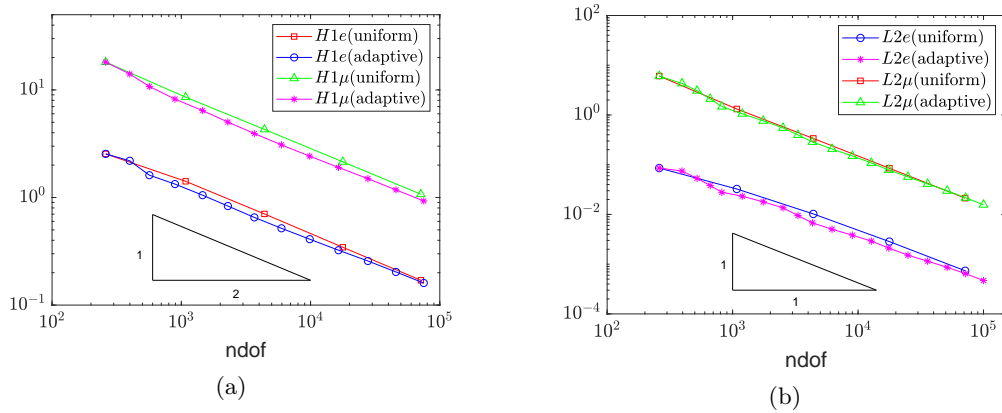 H1e(uniform)
H1e(adaptive)
H1μ(uniform)
H1μ(adaptive)
10^1
10^0
10^-1
1
2
10^2 10^3 10^4 10^5
ndof
(a)
L2e(uniform)
L2e(adaptive)
L2μ(uniform)
L2μ(adaptive)
10^2
10^0
10^-2
10^-4
1
1
10^2 10^3 10^4 10^5
ndof
(b)